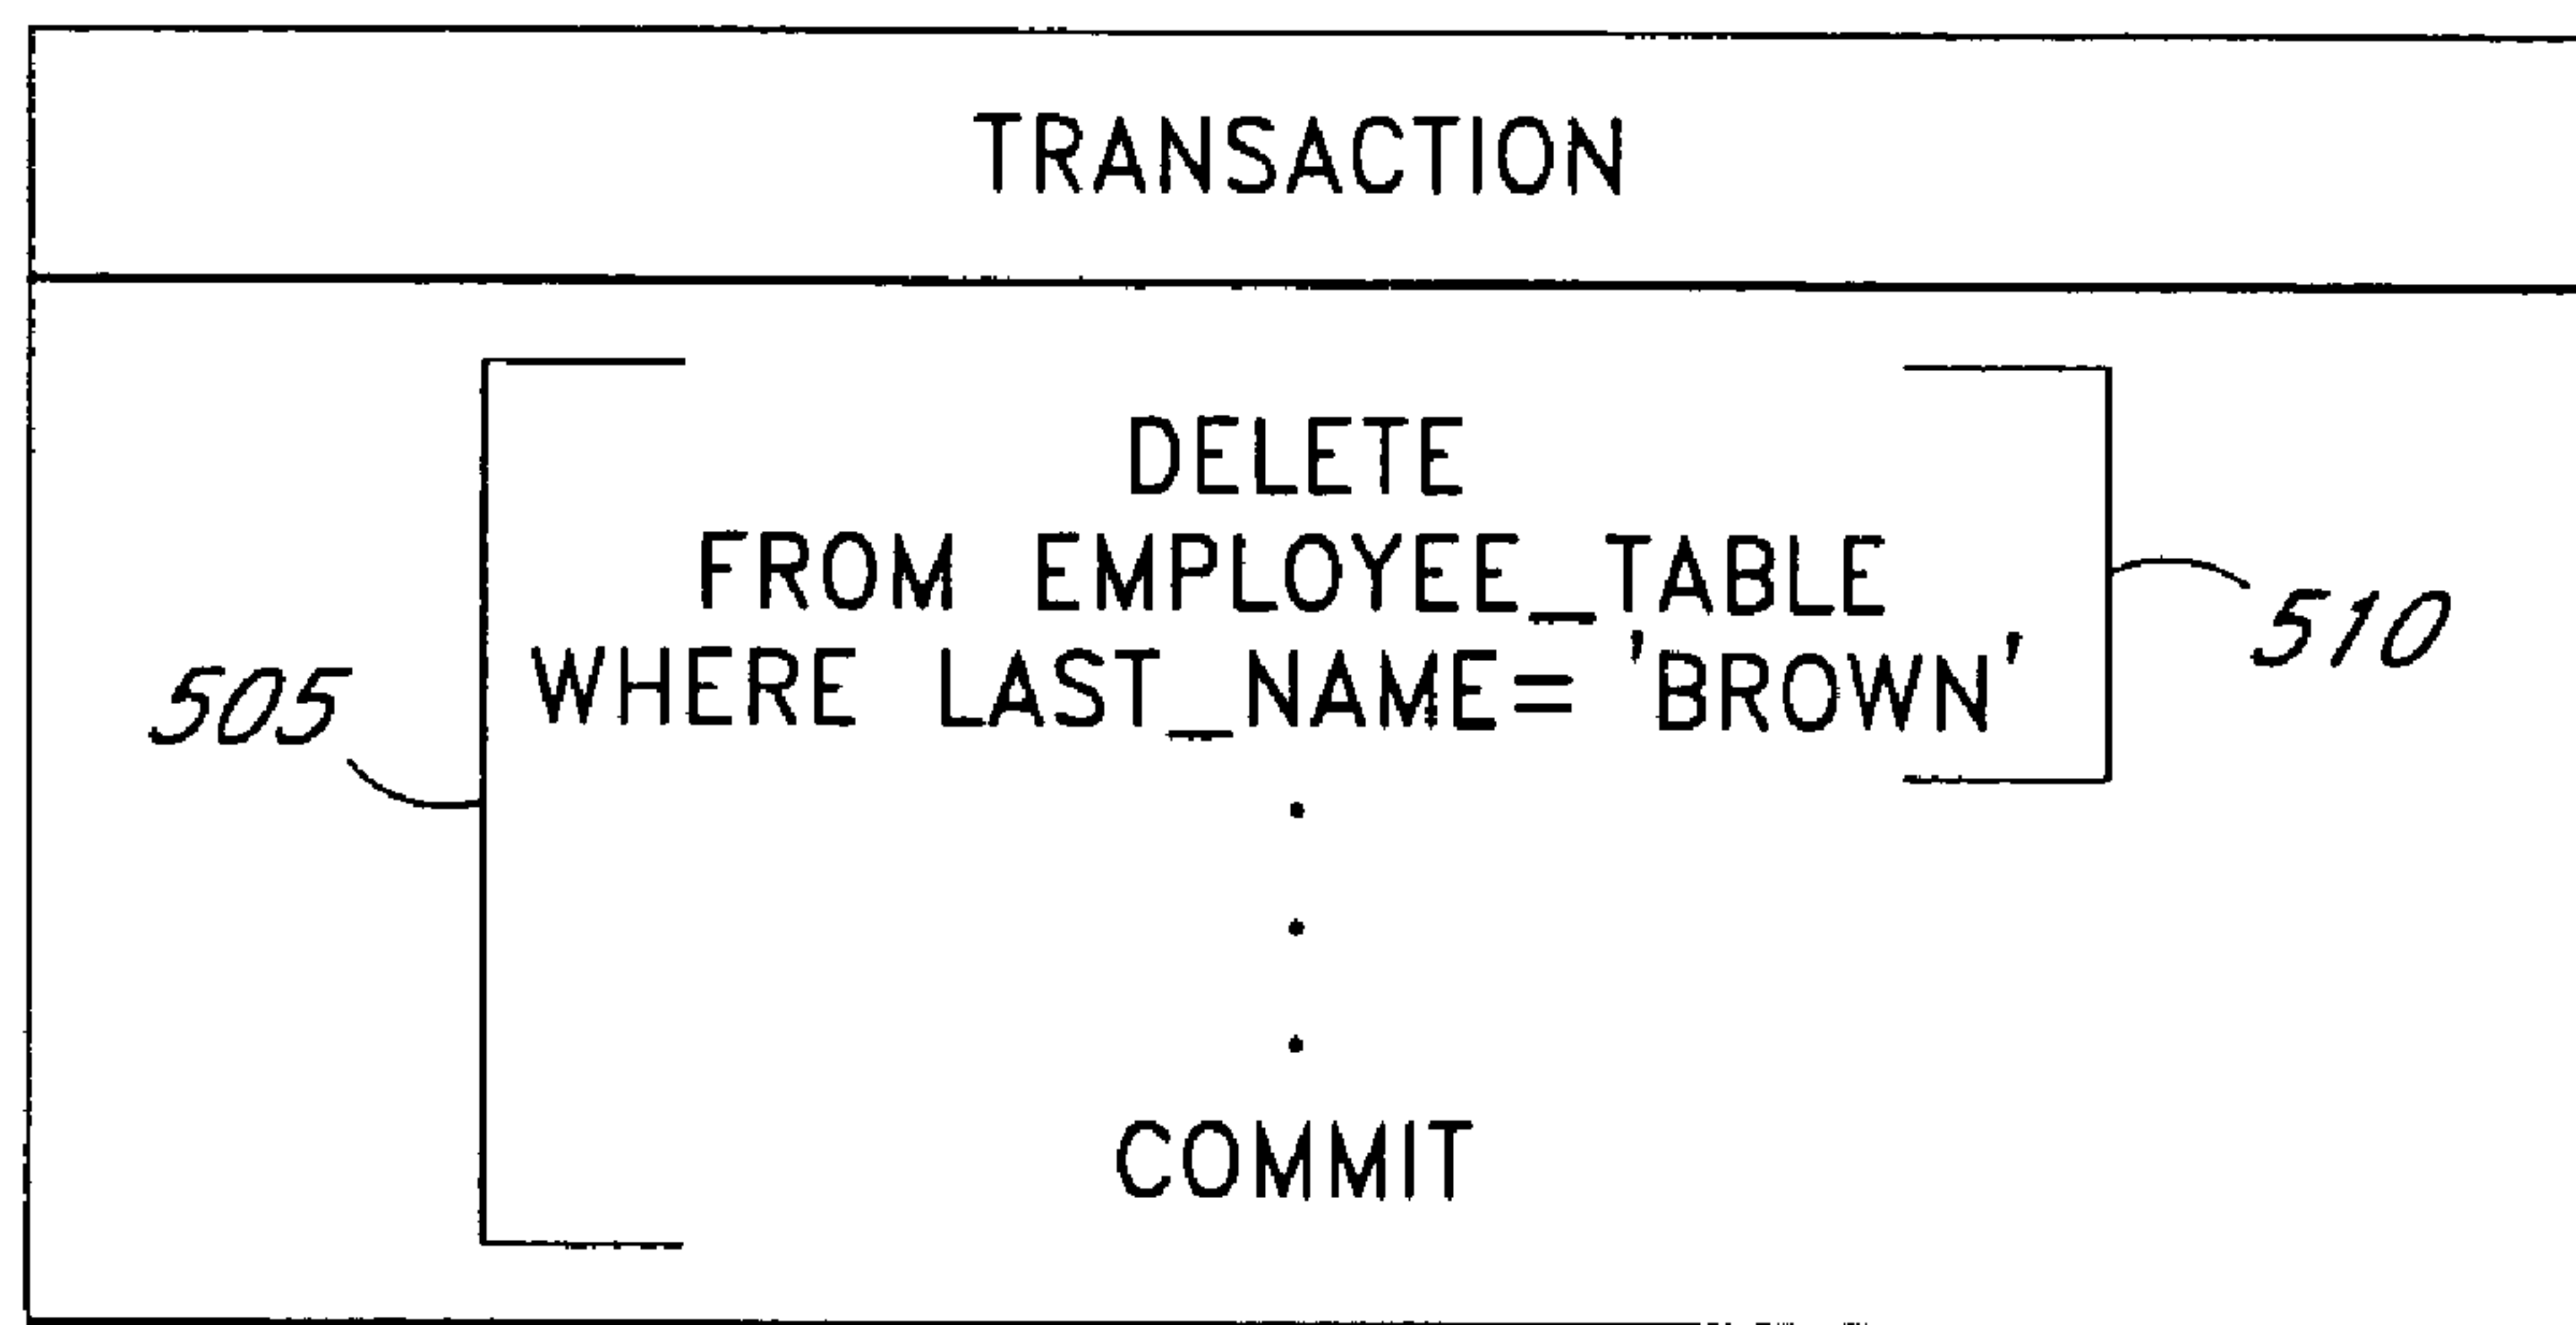 TRANSACTION
DELETE
FROM EMPLOYEE_TABLE
510
WHERE LAST_NAME= 'BROWN'
505
.
.
.
COMMIT